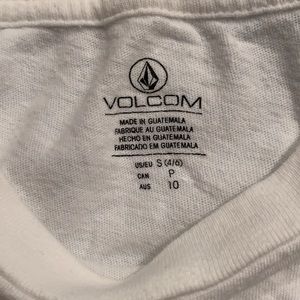 VOLCOM
MADE IN GUATEMALA
FABRIQUE AU GUATEMALA
HECHO EN GUATEMALA
FABRICADO EM GUATEMALA
US/EU S (4/6)
CAN P
AUS 10